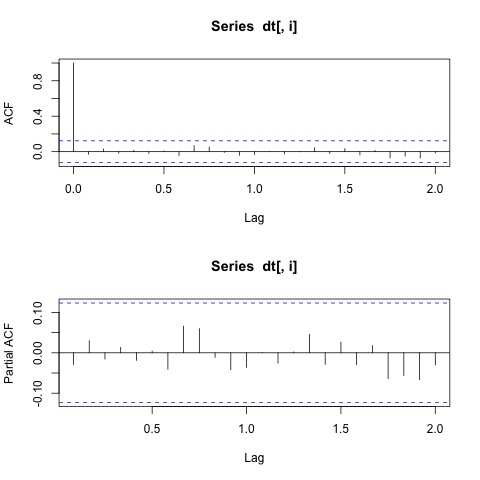 Series dt[, i]
ACF
0.8
0.4
0.0
0.0 0.5 1.0 1.5 2.0
Lag
Series dt[, i]
Partial ACF
0.10
0.00
-0.10
0.5 1.0 1.5 2.0
Lag